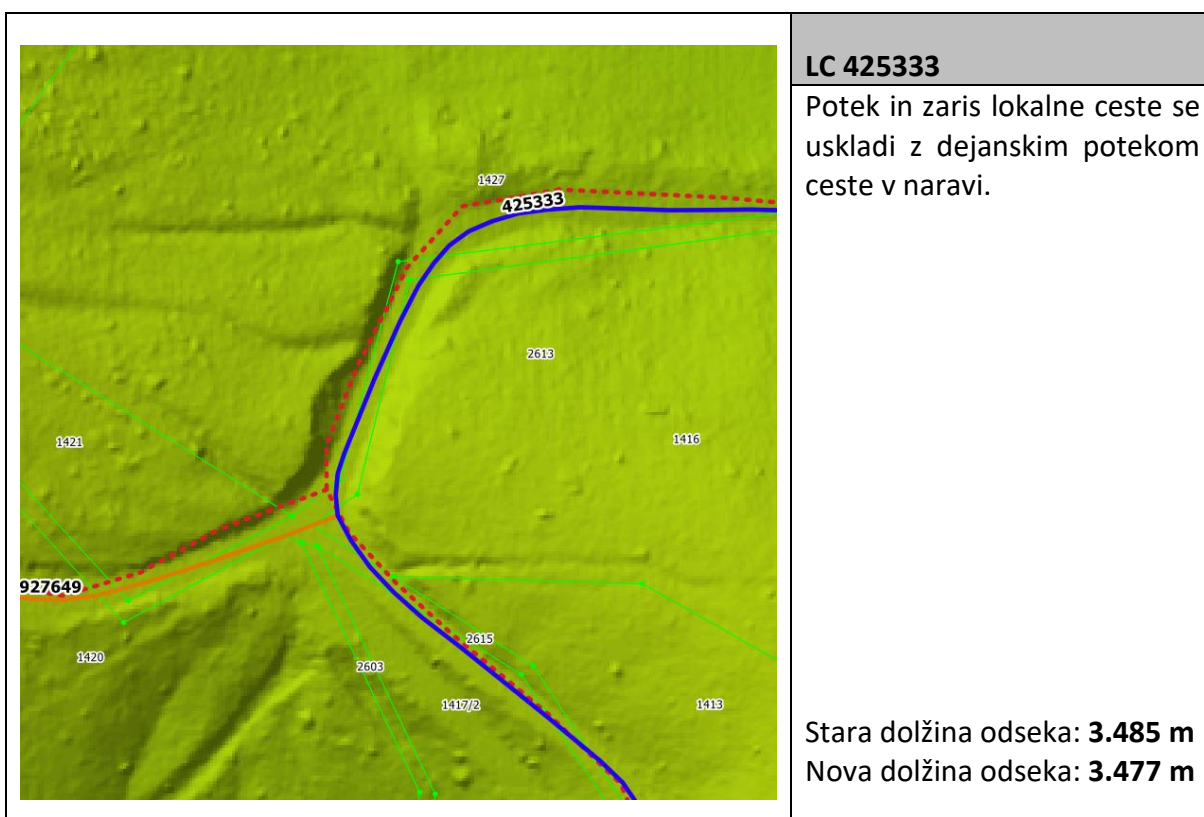 1427
425333
2613
1421
1416
927649
1420
2603
2615
1417/2
1413
LC 425333
Potek in zaris lokalne ceste se
uskladi z dejanskim potekom
ceste v naravi.
Stara dolžina odseka: 3.485 m
Nova dolžina odseka: 3.477 m